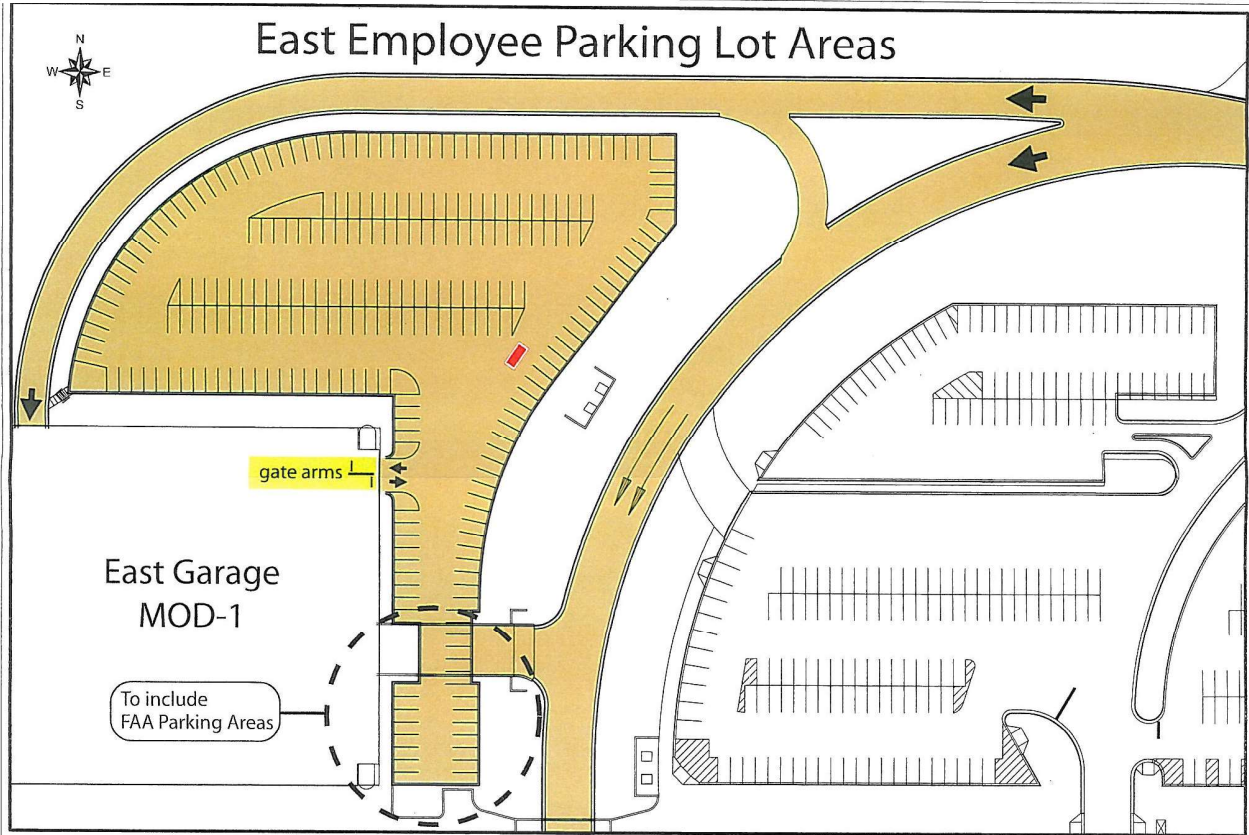 East Employee Parking Lot Areas
N
W E
S
gate arms
East Garage
MOD-1
To include
FAA Parking Areas